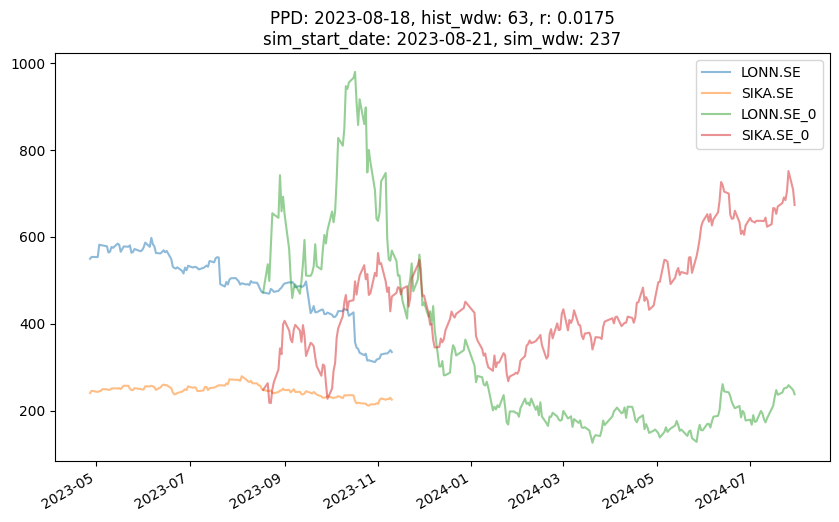 PPD: 2023-08-18, hist_wdw: 63, r: 0.0175
sim_start_date: 2023-08-21, sim_wdw: 237
LONN.SE
SIKA.SE
LONN.SE_0
SIKA.SE_0
1000
800
600
400
200
2023-05
2023-07
2023-09
2023-11
2024-01
2024-03
2024-05
2024-07